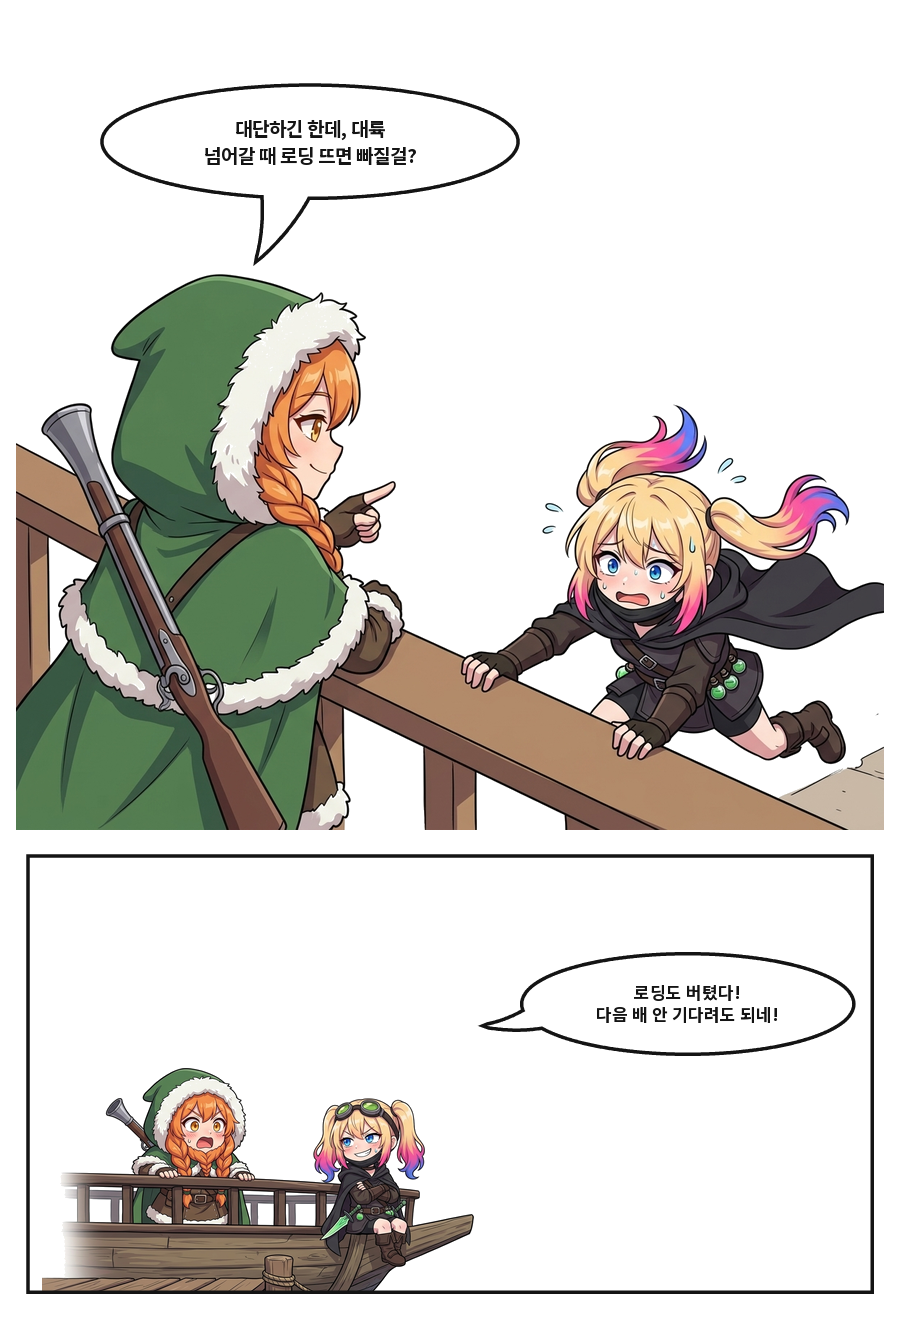 대단하긴 한데, 대륙
넘어갈 때 로딩 뜨면 빠질걸?
로딩도 버텼다!
다음 배 안 기다려도 되네!